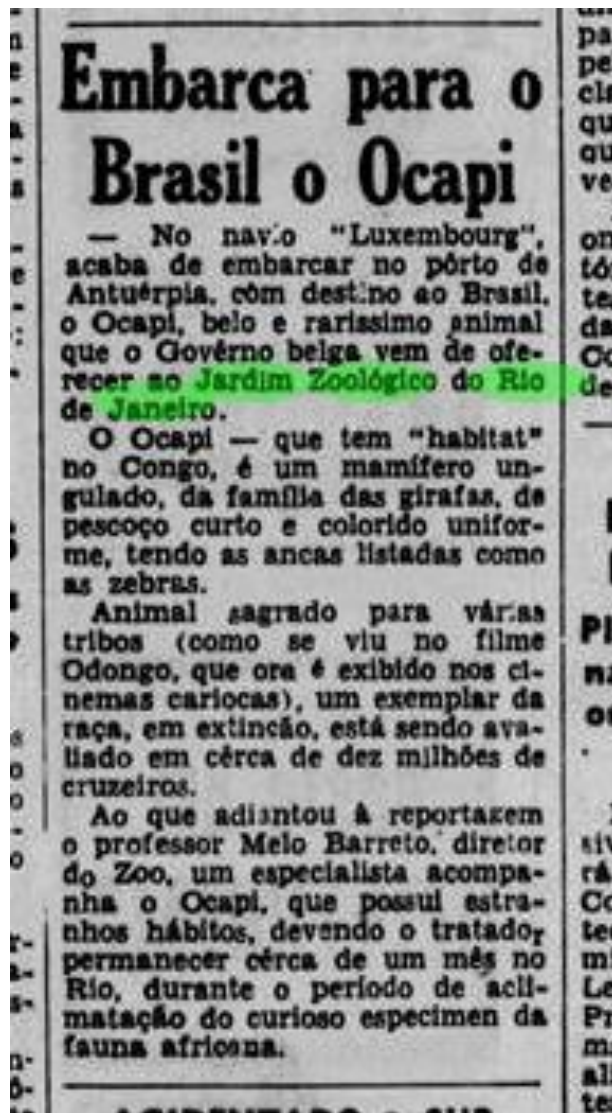 Embarca para o
Brasil o Ocapi
— No navio "Luxembourg",
acaba de embarcar no pôrto de
Antuérpia, com destino ao Brasil,
o Ocapi, belo e raríssimo animal
que o Govêrno belga vem de ofe-
recer ao Jardim Zoológico do Rio
de Janeiro.
O Ocapi — que tem "habitat"
no Congo, é um mamífero un-
gulado, da família das girafas, de
pescoço curto e colorido unifor-
me, tendo as ancas listadas como
as zebras.
Animal sagrado para várias
tribos (como se viu no filme
Odongo, que ora é exibido nos ci-
nemas cariocas), um exemplar da
raça, em extincão, está sendo ava-
liado em cêrca de dez milhões de
cruzeiros.
Ao que adiantou à reportagem
o professor Melo Barreto, diretor
do Zoo, um especialista acompa-
nha o Ocapi, que possui estra-
nhos hábitos, devendo o tratador
permanecer cêrca de um mês no
Rio, durante o período de acli-
matação do curioso especimen da
fauna africana.